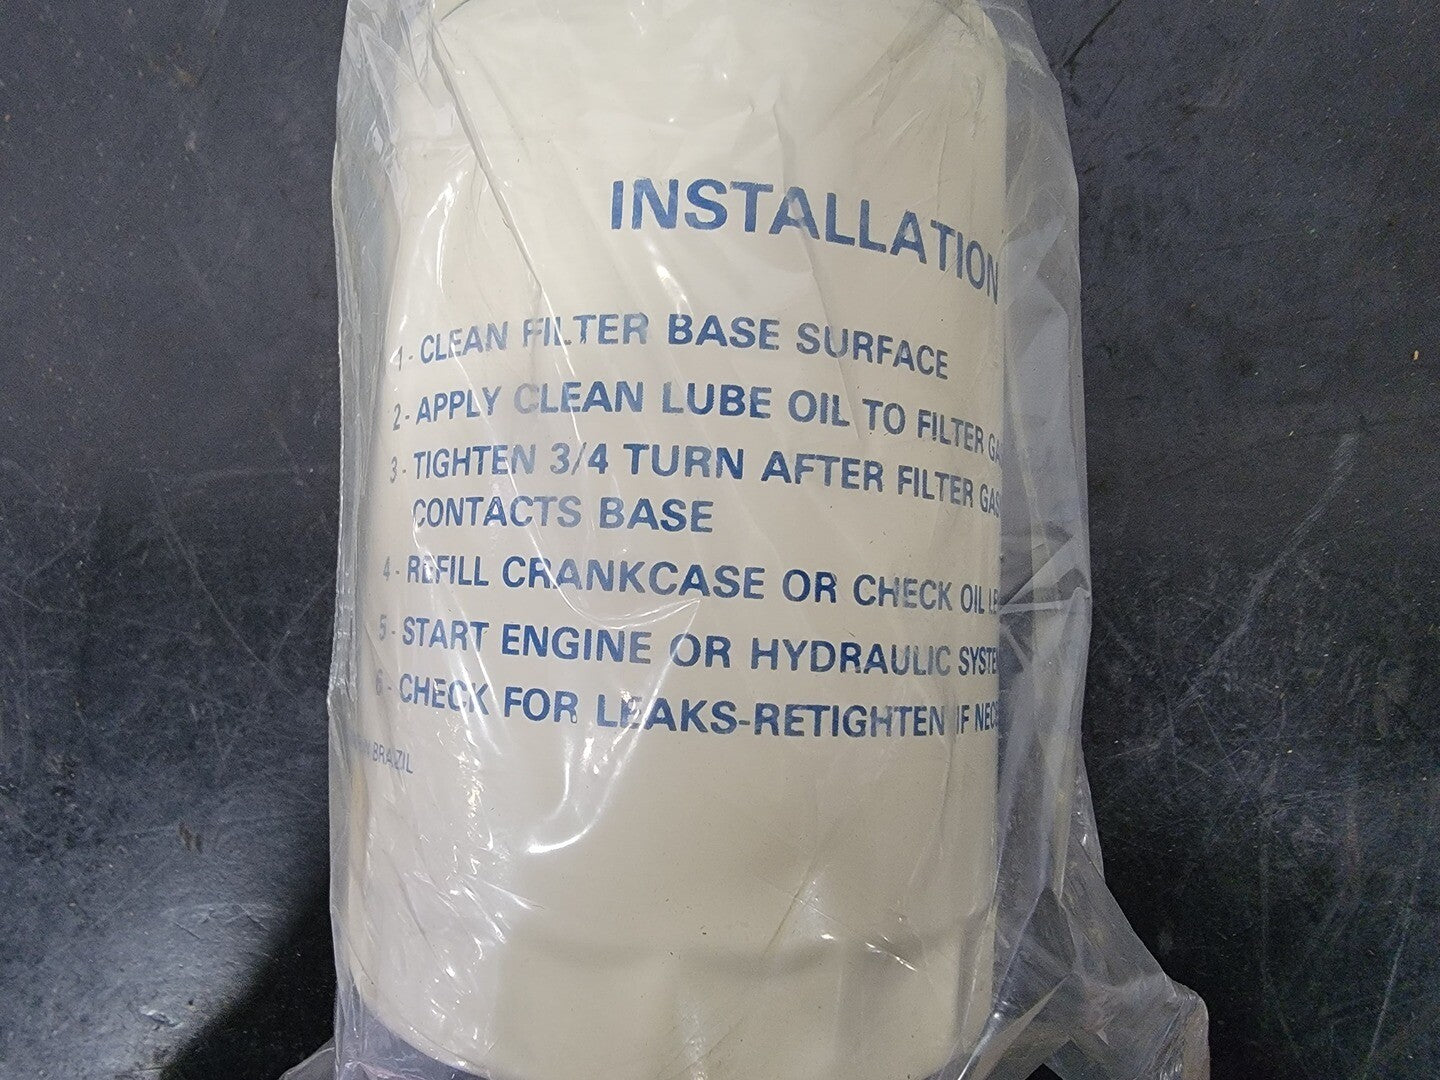 INSTALLATION
1- CLEAN FILTER BASE SURFACE
2- APPLY CLEAN LUBE OIL TO FILTER
3- TIGHTEN 3/4 TURN AFTER FILTER
CONTACTS BASE
4- REFILL CRANKCASE OR CHECK OIL
5- START ENGINE OR HYDRAULIC
6- CHECK FOR LEAKS-RETIGHTEN IF
BRAZIL